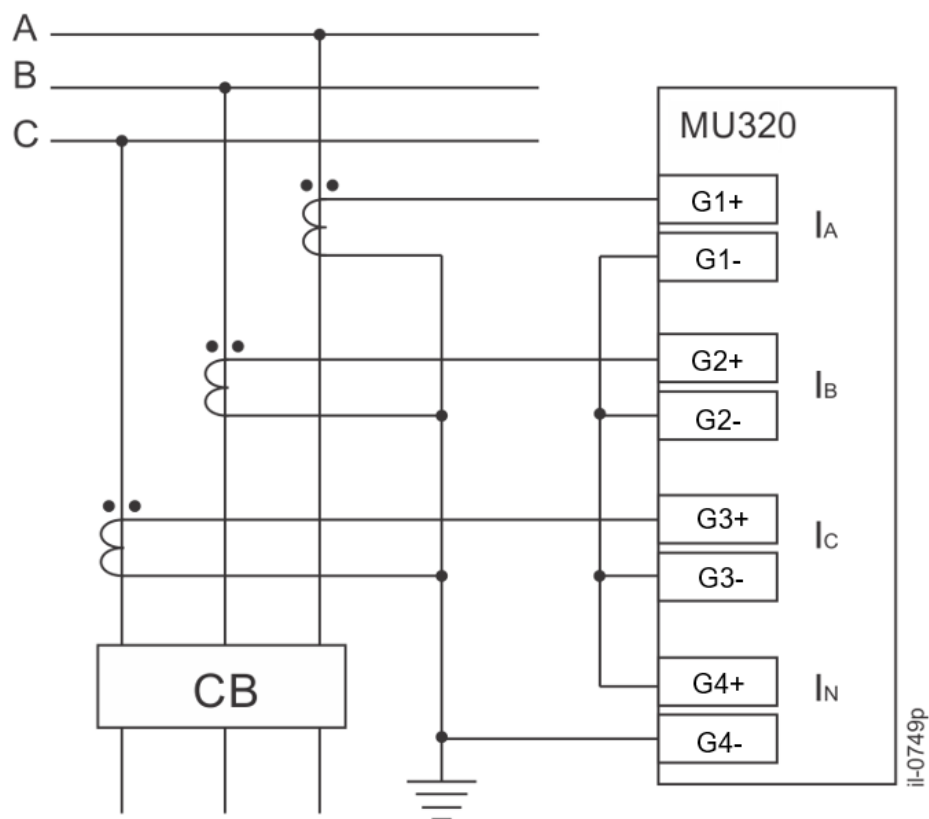 A
B
C
MU320
G1+
IA
G1-
G2+
IB
G2-
G3+
IC
G3-
G4+
IN
G4-
CB
il-0749p